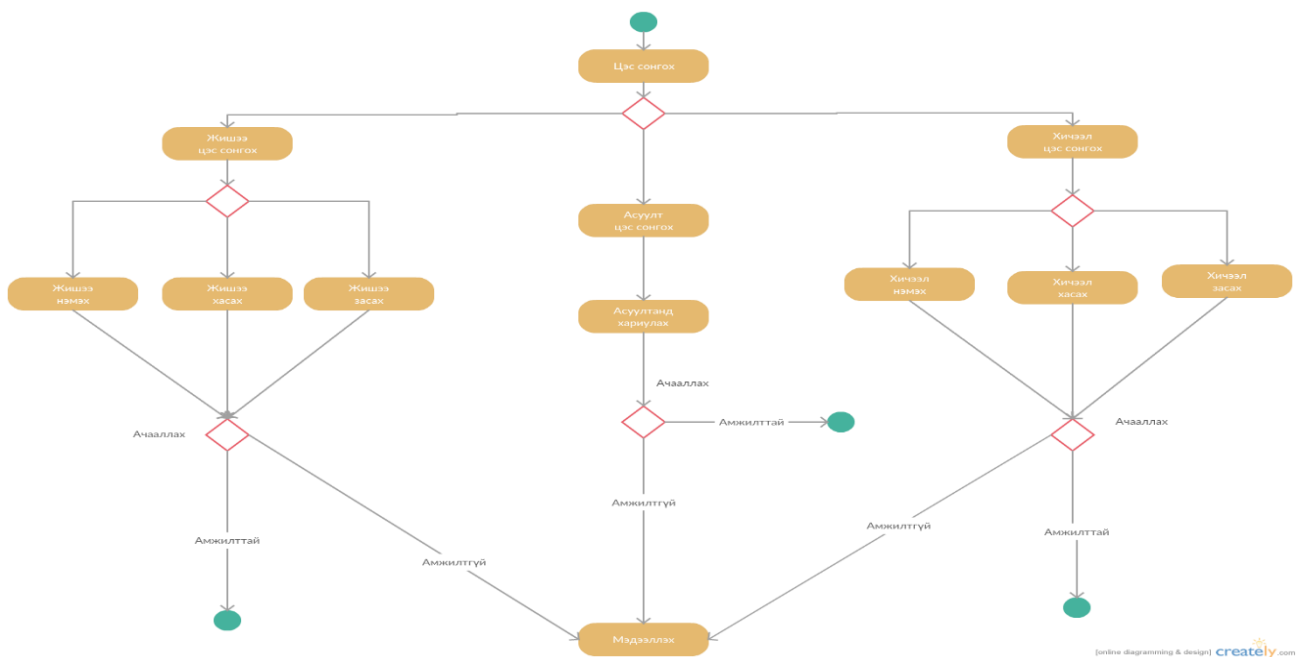 Цэс сонгох
Жишээ
цэс сонгох
Хичээл
цэс сонгох
Асуулт
цэс сонгох
Жишээ
нэмэх
Жишээ
хасах
Жишээ
засах
Асуултанд
хариулах
Хичээл
нэмэх
Хичээл
хасах
Хичээл
засах
Ачааллах
Ачааллах
Ачааллах
Амжилттай
Амжилтгүй
Амжилтгүй
Амжилттай
Амжилттай
Амжилтгүй
Мэдээллэх
[online diagramming & design] creately.com